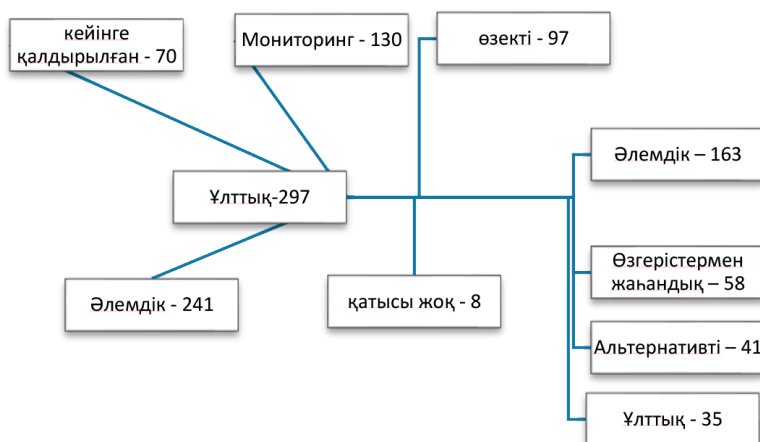 кейінге
қалдырылған - 70
Мониторинг - 130
өзекті - 97
Әлемдік – 163
Ұлттық-297
Өзгерістермен
жаһандық – 58
Әлемдік - 241
қатысы жоқ - 8
Альтернативті – 41
Ұлттық - 35